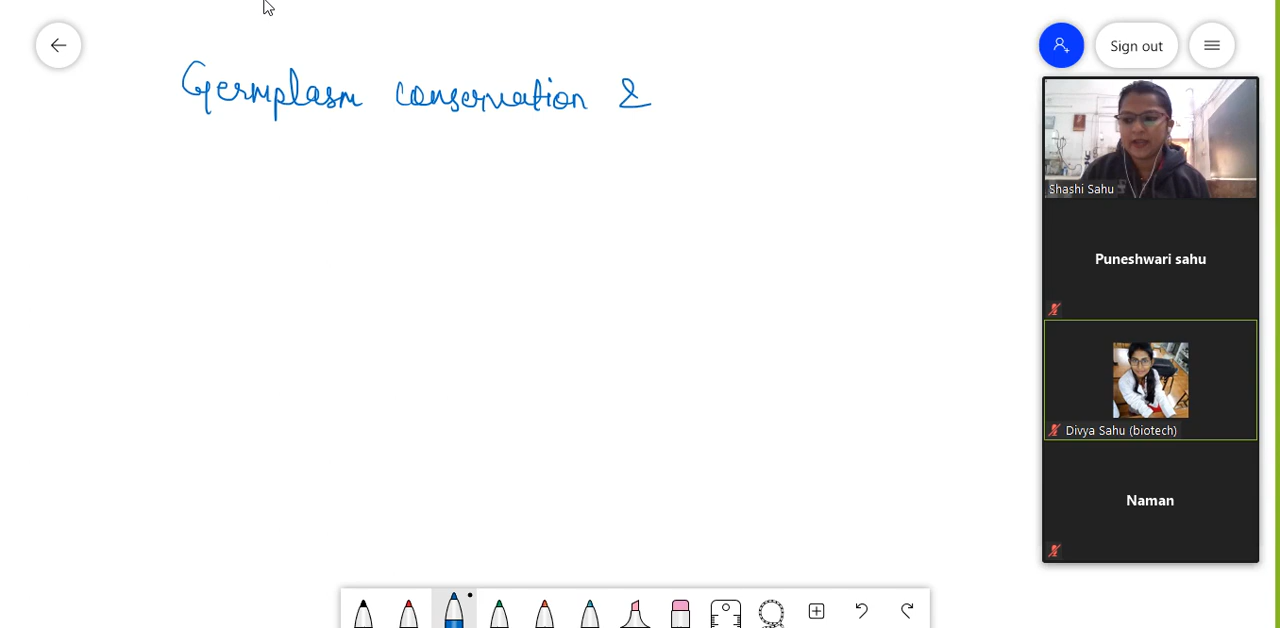 Sign out
Germplasm conservation &
Shashi Sahu
Puneshwari sahu
Divya Sahu (biotech)
Naman